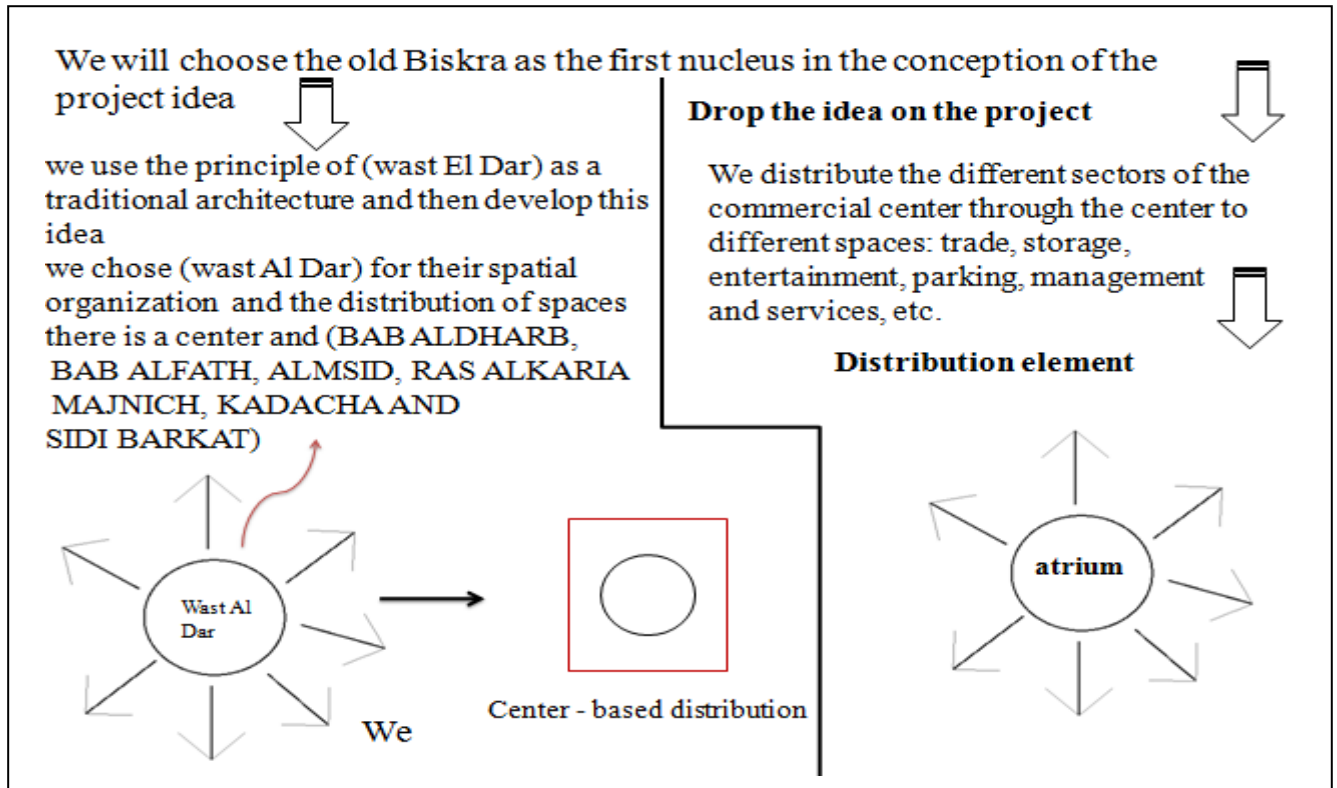 We will choose the old Biskra as the first nucleus in the conception of the
project idea
we use the principle of (wast El Dar) as a
traditional architecture and then develop this
idea
we chose (wast Al Dar) for their spatial
organization and the distribution of spaces
there is a center and (BAB ALDHARB,
BAB ALFATH, ALMSID, RAS ALKARIA
MAJNICH, KADACHA AND
SIDI BARKAT)
Wast Al
Dar
We
Center - based distribution
Drop the idea on the project
We distribute the different sectors of the
commercial center through the center to
different spaces: trade, storage,
entertainment, parking, management
and services, etc.
Distribution element
atrium